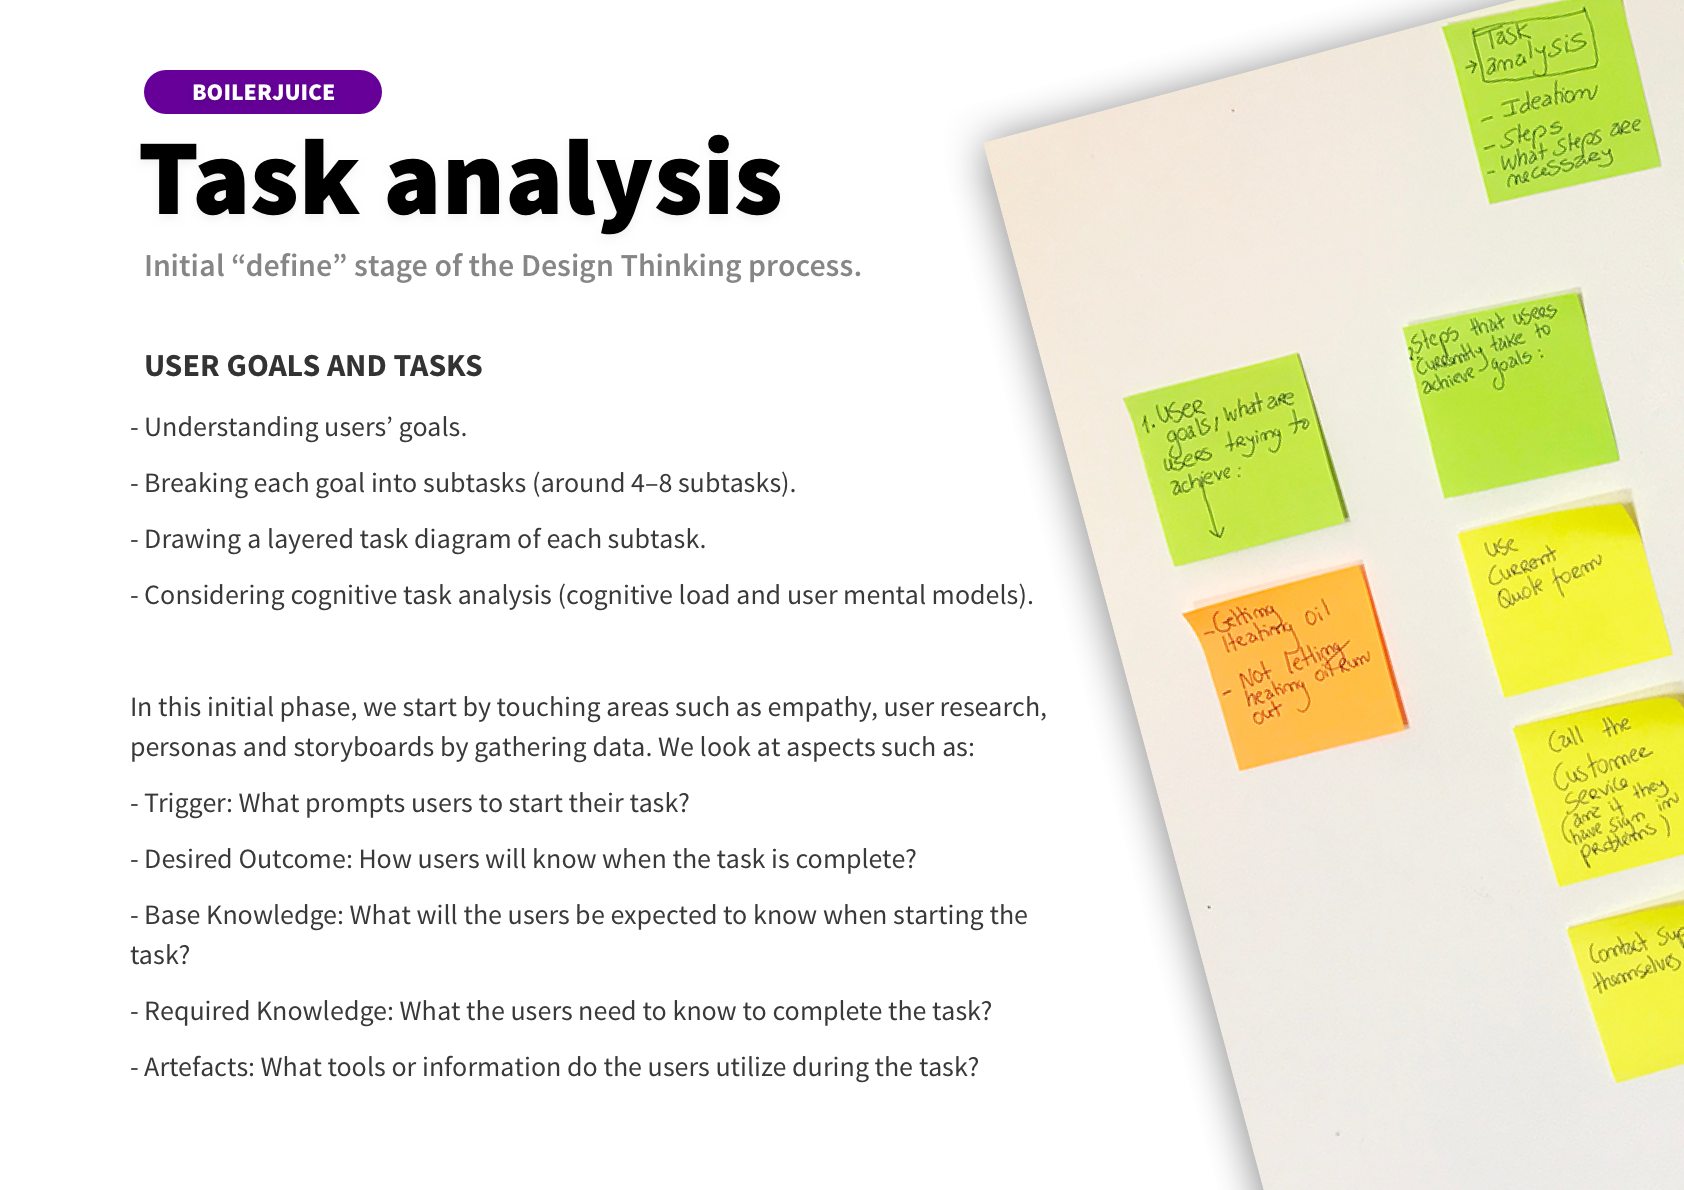 BOILERJUICE
Task analysis
Initial “define” stage of the Design Thinking process.
USER GOALS AND TASKS
- Understanding users’ goals.
- Breaking each goal into subtasks (around 4–8 subtasks).
- Drawing a layered task diagram of each subtask.
- Considering cognitive task analysis (cognitive load and user mental models).
In this initial phase, we start by touching areas such as empathy, user research,
personas and storyboards by gathering data. We look at aspects such as:
- Trigger: What prompts users to start their task?
- Desired Outcome: How users will know when the task is complete?
- Base Knowledge: What will the users be expected to know when starting the
task?
- Required Knowledge: What the users need to know to complete the task?
- Artefacts: What tools or information do the users utilize during the task?
Task
→ analysis
- Ideation
- Steps
- What steps are
necessary
1. User
goals, what are
users trying to
achieve:
- Getting
Heating oil
- Not letting
heating oil run
out
Steps that users
currently take to
achieve goals:
Use
Current
Quote form
Call the
Customer
Service
(and if they
have sign in
problems)
Contact
themselves